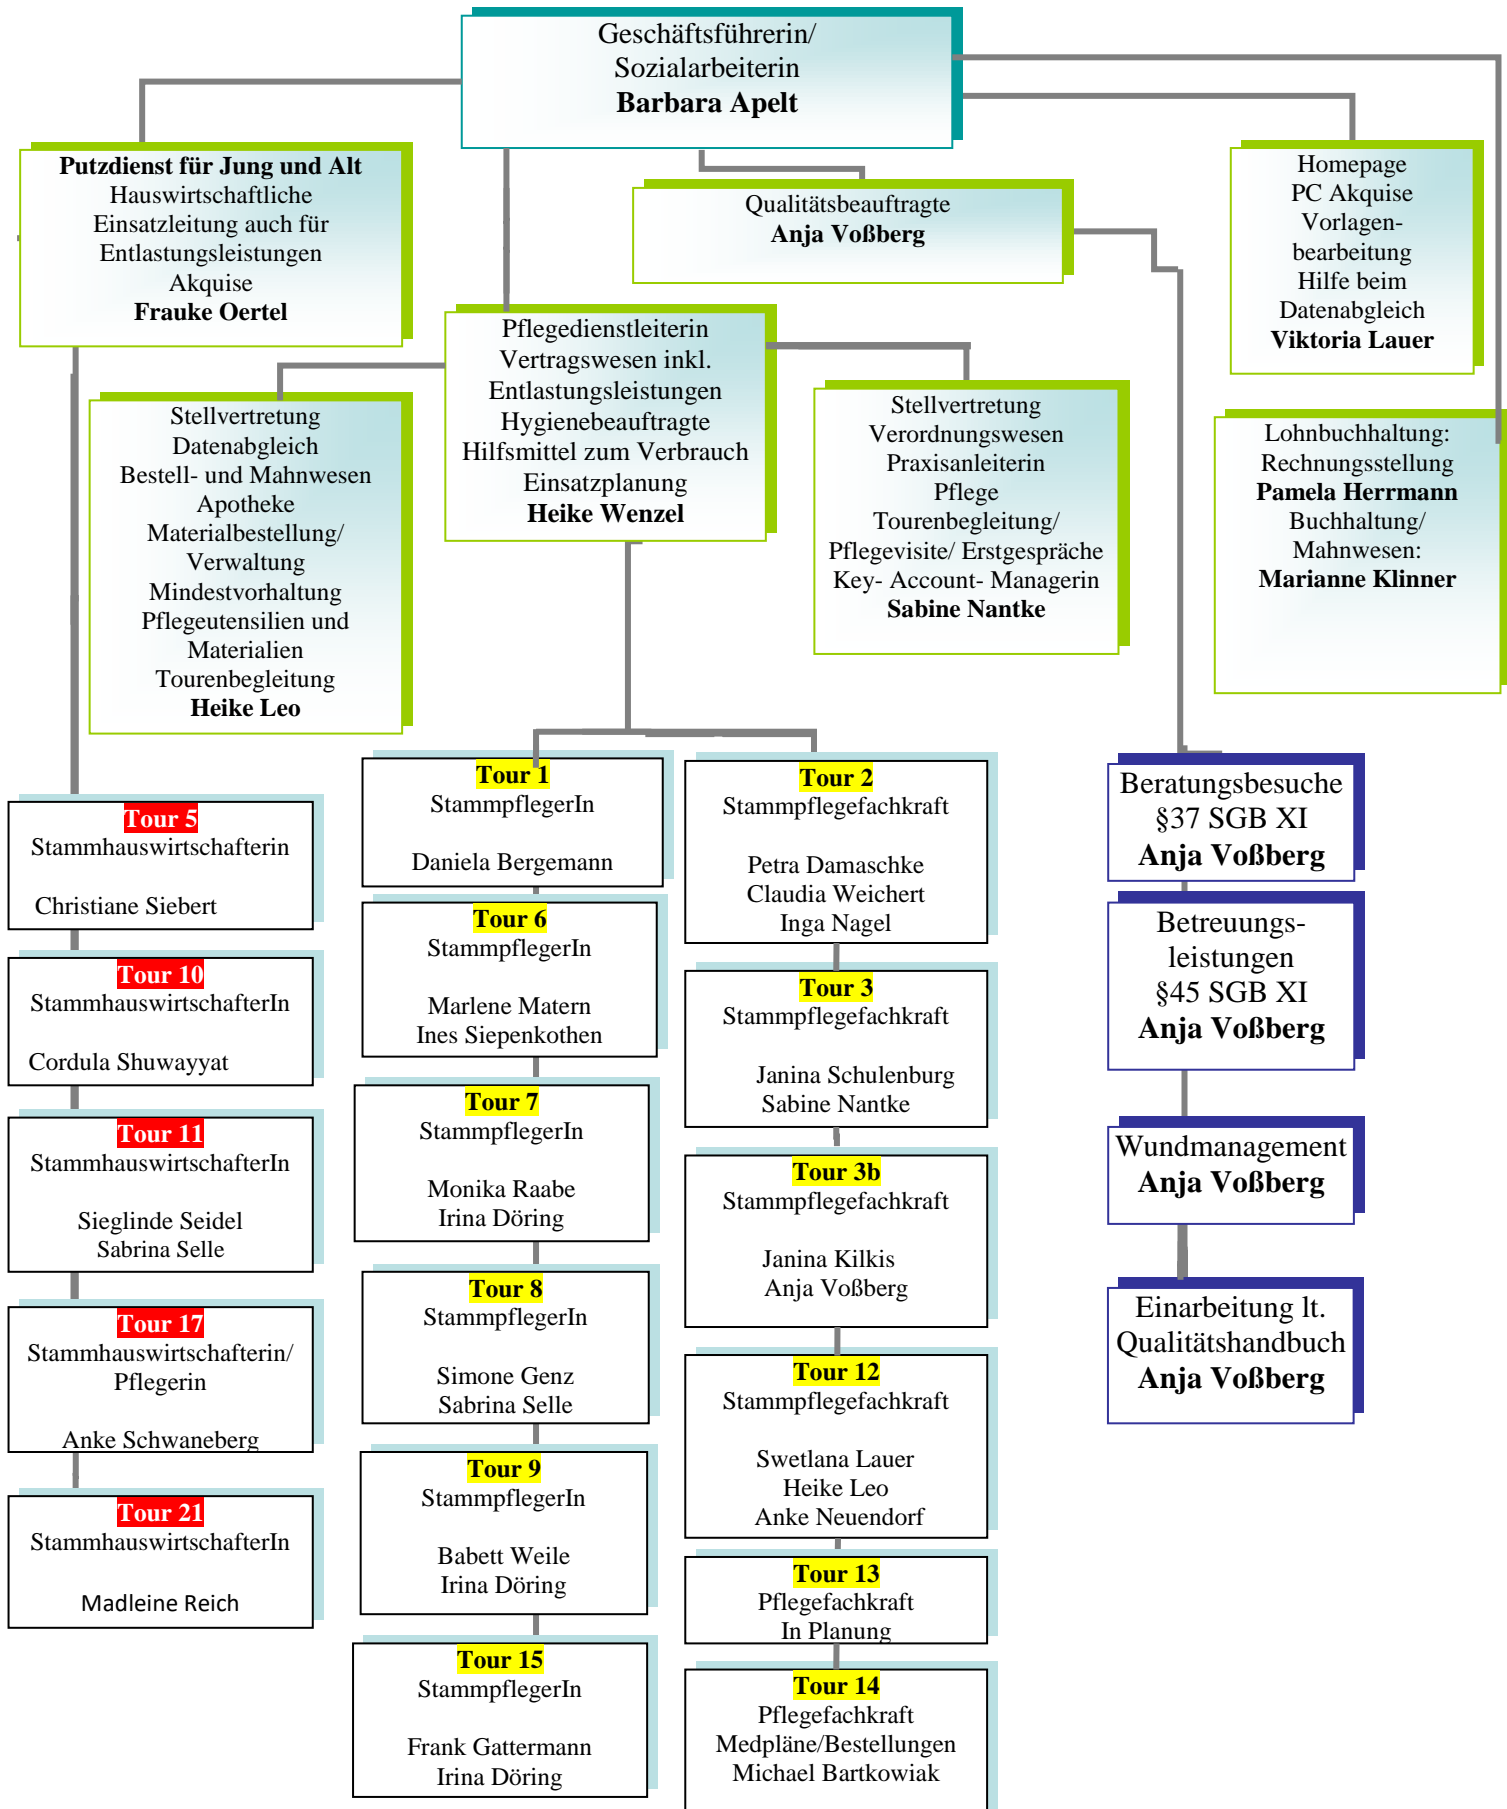 Geschäftsführerin/
Sozialarbeiterin
Barbara Apelt
Putzdienst für Jung und Alt
Hauswirtschaftliche
Einsatzleitung auch für
Entlastungsleistungen
Akquise
Frauke Oertel
Qualitätsbeauftragte
Anja Voßberg
Homepage
PC Akquise
Vorlagen-
bearbeitung
Hilfe beim
Datenabgleich
Viktoria Lauer
Pflegedienstleiterin
Vertragswesen inkl.
Entlastungsleistungen
Hygienebeauftragte
Hilfsmittel zum Verbrauch
Einsatzplanung
Heike Wenzel
Stellvertretung
Datenabgleich
Bestell- und Mahnwesen
Apotheke
Materialbestellung/
Verwaltung
Mindestvorhaltung
Pflegeutensilien und
Materialien
Tourenbegleitung
Heike Leo
Stellvertretung
Verordnungswesen
Praxisanleiterin
Pflege
Tourenbegleitung/
Pflegevisite/ Erstgespräche
Key- Account- Managerin
Sabine Nantke
Lohnbuchhaltung:
Rechnungsstellung
Pamela Herrmann
Buchhaltung/
Mahnwesen:
Marianne Klinner
Tour 5
Stammhauswirtschafterin
Christiane Siebert
Tour 10
StammhauswirtschafterIn
Cordula Shuwayyat
Tour 11
StammhauswirtschafterIn
Sieglinde Seidel
Sabrina Selle
Tour 17
Stammhauswirtschafterin/
Pflegerin
Anke Schwaneberg
Tour 21
StammhauswirtschafterIn
Madleine Reich
Tour 1
StammpflegerIn
Daniela Bergemann
Tour 6
StammpflegerIn
Marlene Matern
Ines Siepenkothen
Tour 7
StammpflegerIn
Monika Raabe
Irina Döring
Tour 8
StammpflegerIn
Simone Genz
Sabrina Selle
Tour 9
StammpflegerIn
Babett Weile
Irina Döring
Tour 15
StammpflegerIn
Frank Gattermann
Irina Döring
Tour 2
Stammpflegefachkraft
Petra Damaschke
Claudia Weichert
Inga Nagel
Tour 3
Stammpflegefachkraft
Janina Schulenburg
Sabine Nantke
Tour 3b
Stammpflegefachkraft
Janina Kilkis
Anja Voßberg
Tour 12
Stammpflegefachkraft
Swetlana Lauer
Heike Leo
Anke Neuendorf
Tour 13
Pflegefachkraft
In Planung
Tour 14
Pflegefachkraft
Medpläne/Bestellungen
Michael Bartkowiak
Beratungsbesuche
§37 SGB XI
Anja Voßberg
Betreuungs-
leistungen
§45 SGB XI
Anja Voßberg
Wundmanagement
Anja Voßberg
Einarbeitung lt.
Qualitätshandbuch
Anja Voßberg